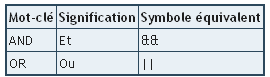 Mot-clé Signification Symbole équivalent
AND Et &&
OR Ou ||